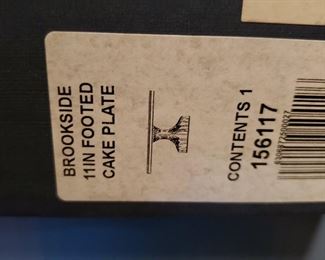 BROOKSIDE
11IN FOOTED
CAKE PLATE
CONTENTS 1
156117